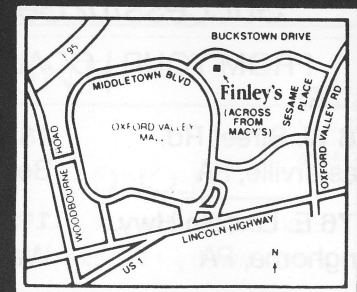 BUCKSTOWN DRIVE
I 95
MIDDLETOWN BLVD
Finley's
(ACROSS
FROM
MACY'S)
SESAME
PLACE
OXFORD VALLEY RD
OXFORD VALLEY
WOODBOURNE ROAD
LINCOLN HIGHWAY
US 1
N